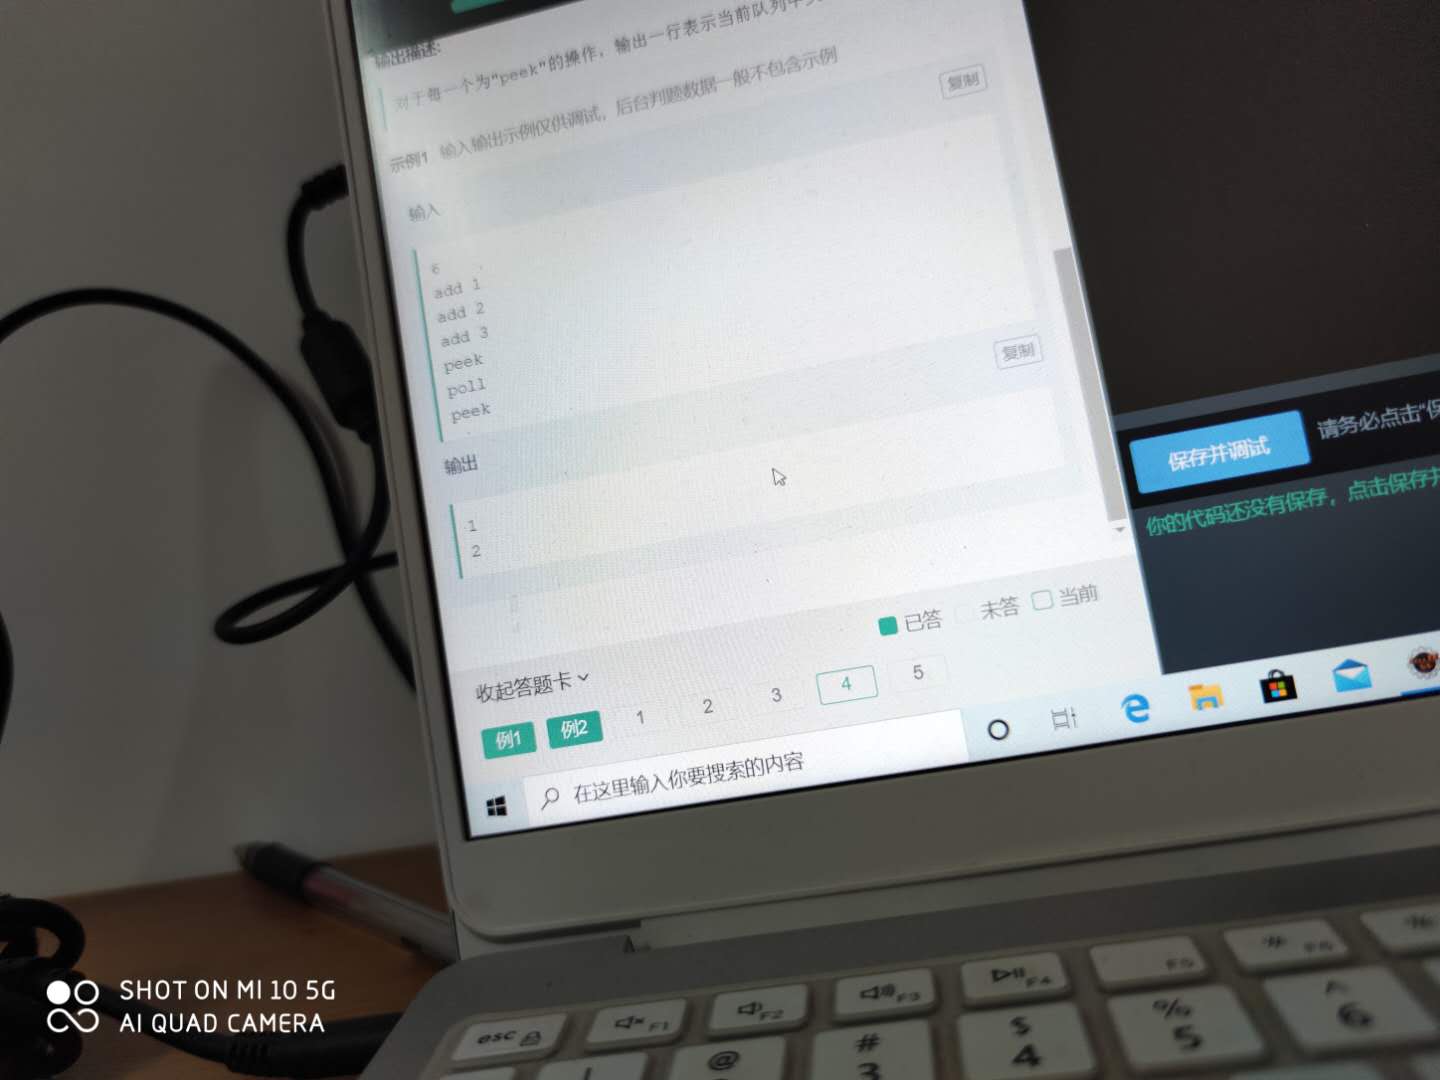 输出描述:
对于每一个为"peek"的操作，输出一行表示当前队列中
示例1 输入输出示例仅供调试，后台判题数据一般不包含示例
复制
输入
6
add 1
add 2
add 3
peek
poll
peek
复制
输出
1
2
已答 未答 当前
收起答题卡
例1 例2 1 2 3 4 5
保存并调试 请务必点击"保
你的代码还没有保存，点击保存并
在这里输入你要搜索的内容
SHOT ON MI 10 5G
AI QUAD CAMERA
esc F1 F2 F3 F4 F5 F6
@ # 3 $ 4 % 5 ^ 6